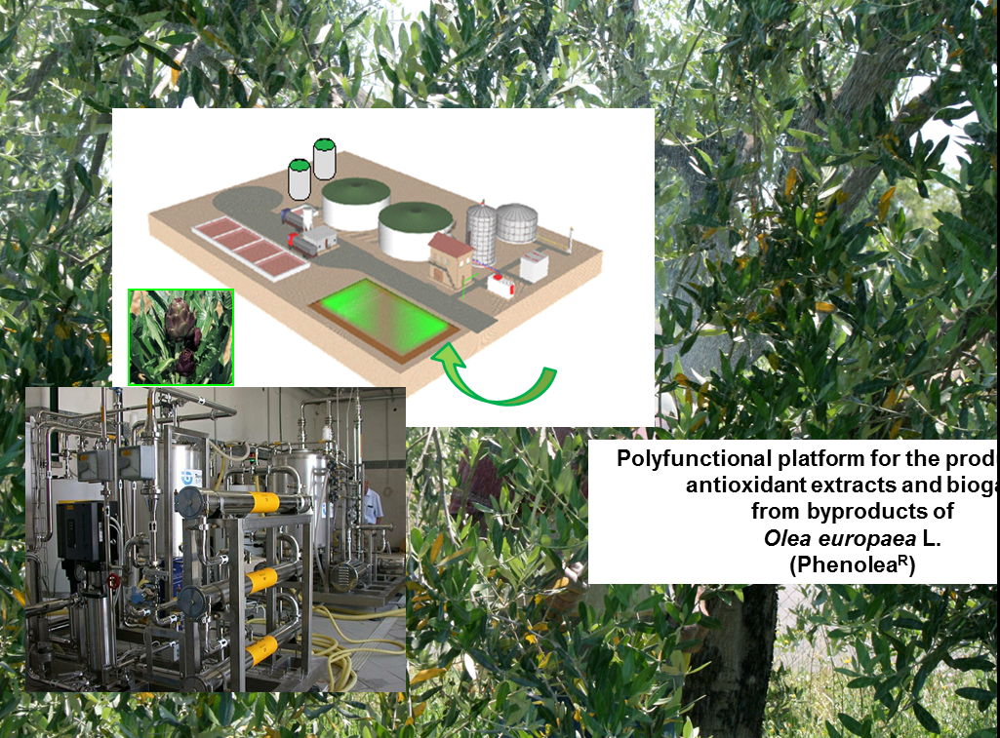 Polyfunctional platform for the prod
antioxidant extracts and bioga
from byproducts of
Olea europaea L.
(Phenoleaᴿ)